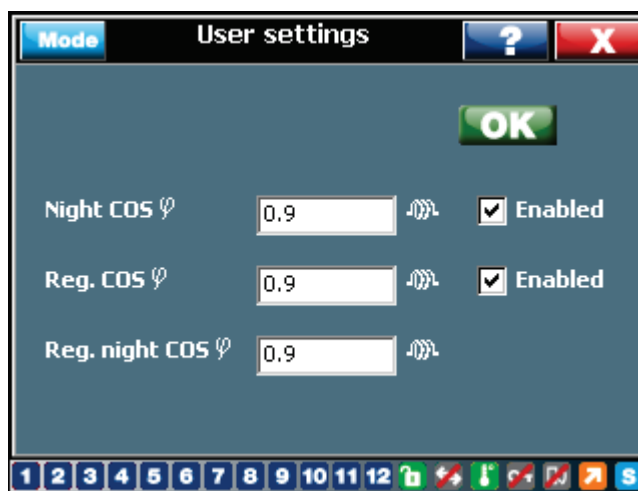 Mode User settings ? X
OK
Night COS φ 0.9 Enabled
Reg. COS φ 0.9 Enabled
Reg. night COS φ 0.9
1 2 3 4 5 6 7 8 9 10 11 12 S